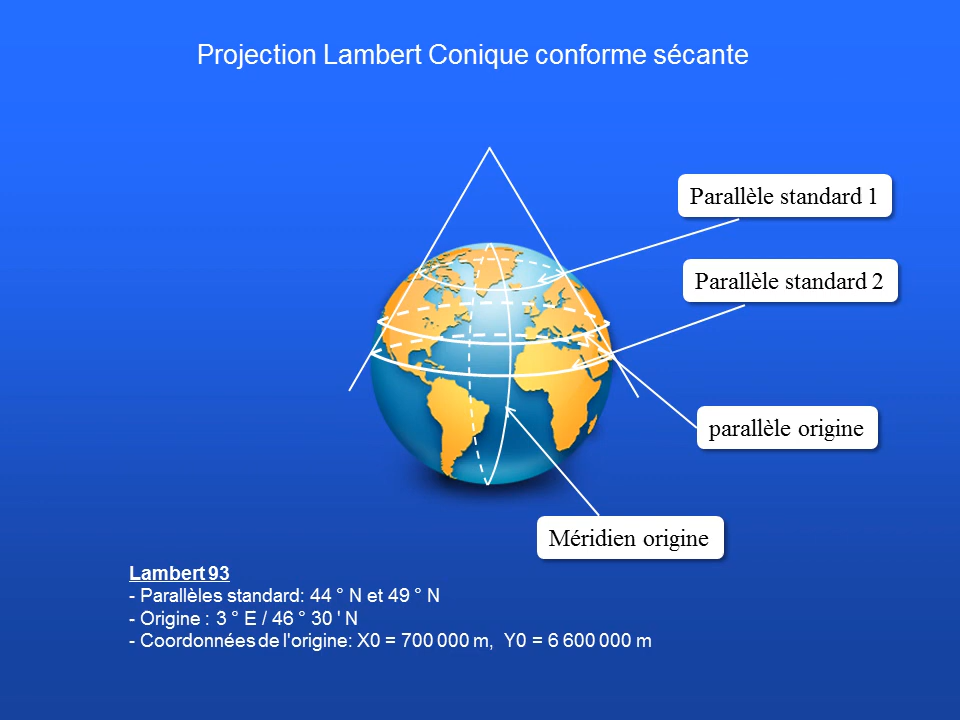 Projection Lambert Conique conforme sécante
Parallèle standard 1
Parallèle standard 2
parallèle origine
Méridien origine
Lambert 93
- Parallèles standard: 44 ° N et 49 ° N
- Origine : 3 ° E / 46 ° 30 ' N
- Coordonnées de l'origine: X0 = 700 000 m, Y0 = 6 600 000 m